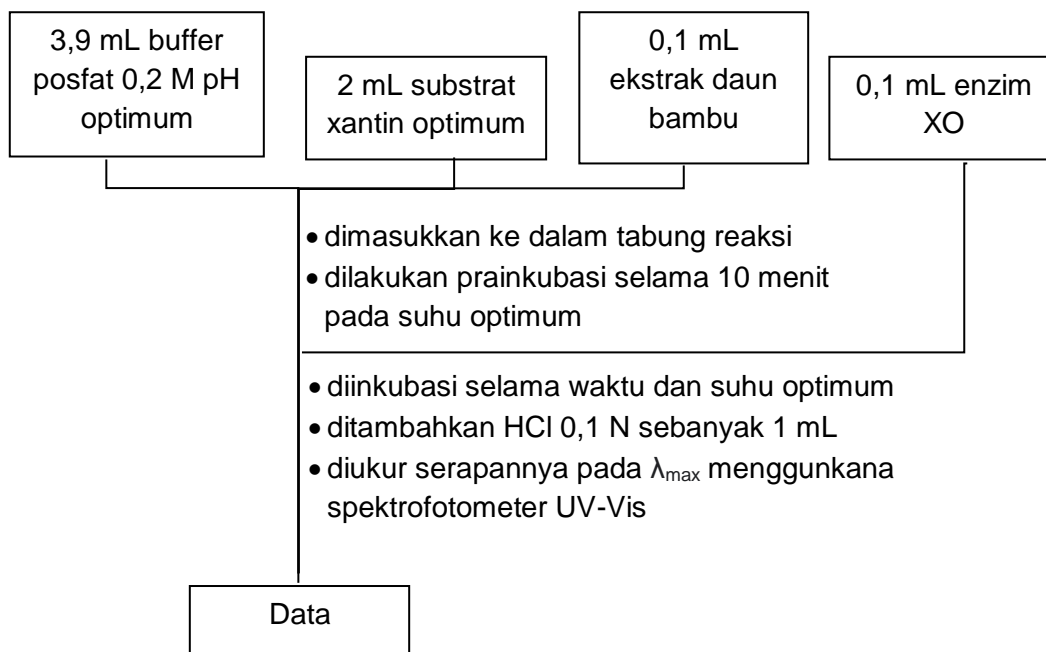 3,9 mL buffer
posfat 0,2 M pH
optimum
2 mL substrat
xantin optimum
0,1 mL
ekstrak daun
bambu
0,1 mL enzim
XO
• dimasukkan ke dalam tabung reaksi
• dilakukan prainkubasi selama 10 menit
pada suhu optimum
• diinkubasi selama waktu dan suhu optimum
• ditambahkan HCl 0,1 N sebanyak 1 mL
• diukur serapannya pada λmax menggunkana
spektrofotometer UV-Vis
Data